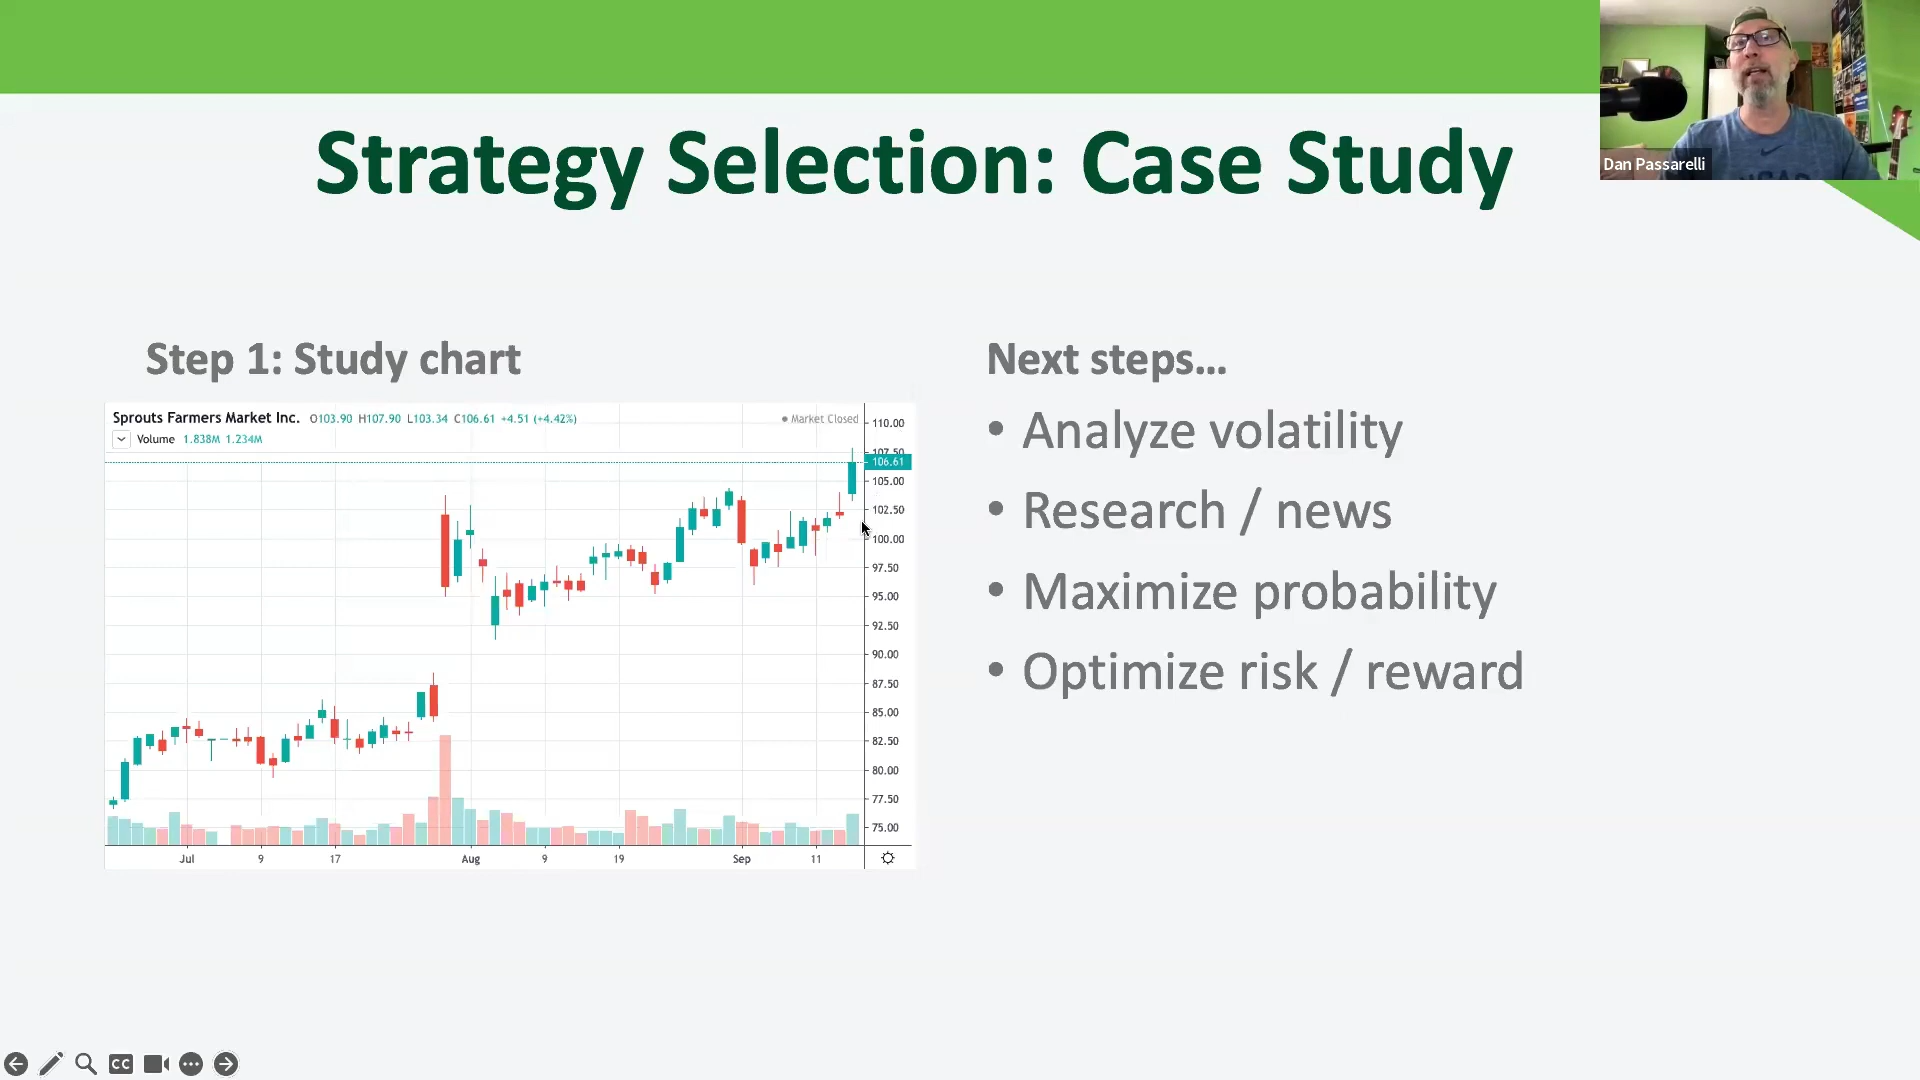 Strategy Selection: Case Study
Dan Passarelli
Step 1: Study chart
Sprouts Farmers Market Inc. O103.90 H107.90 L103.34 C106.61 +4.51 (+4.42%)
Market Closed
Volume 1.838M 1.234M
110.00
107.50
106.61
105.00
102.50
100.00
97.50
95.00
92.50
90.00
87.50
85.00
82.50
80.00
77.50
75.00
Jul 9 17 Aug 9 19 Sep 11
Next steps...
• Analyze volatility
• Research / news
• Maximize probability
• Optimize risk / reward
CC